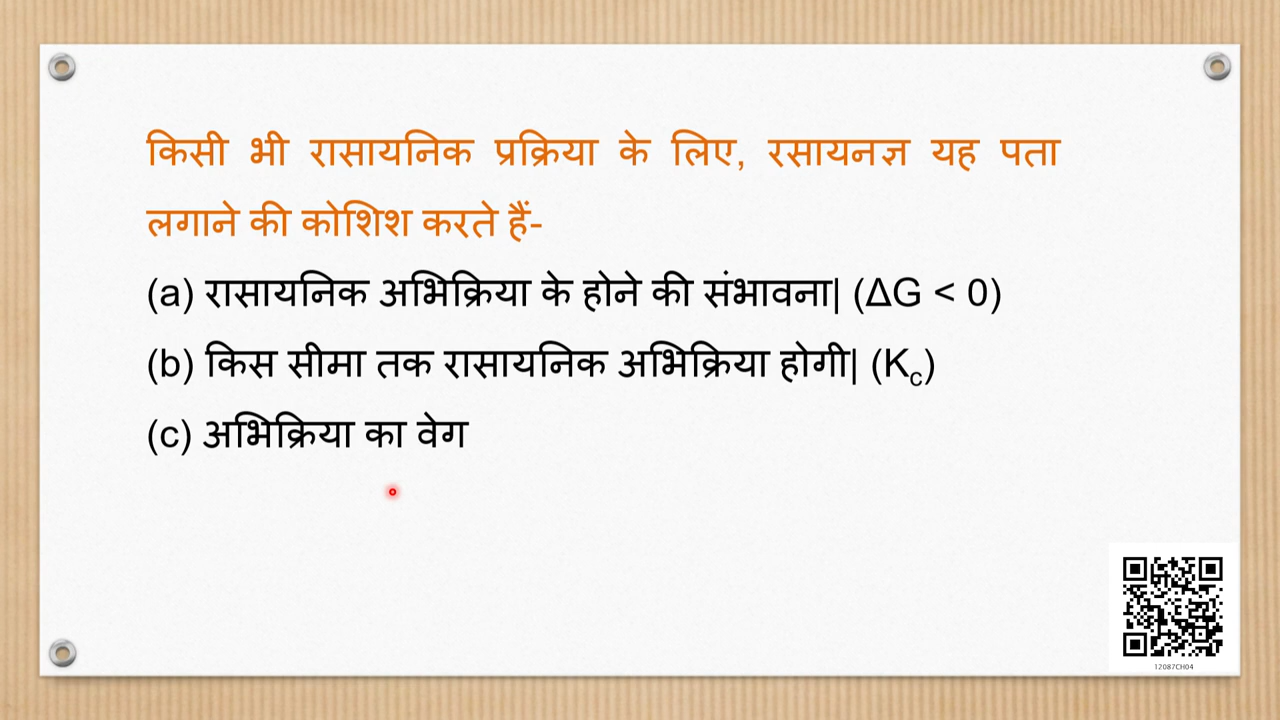 किसी भी रासायनिक प्रक्रिया के लिए, रसायनज्ञ यह पता
लगाने की कोशिश करते हैं-
(a) रासायनिक अभिक्रिया के होने की संभावना| (ΔG < 0)
(b) किस सीमा तक रासायनिक अभिक्रिया होगी| (Kc)
(c) अभिक्रिया का वेग
12087CH04